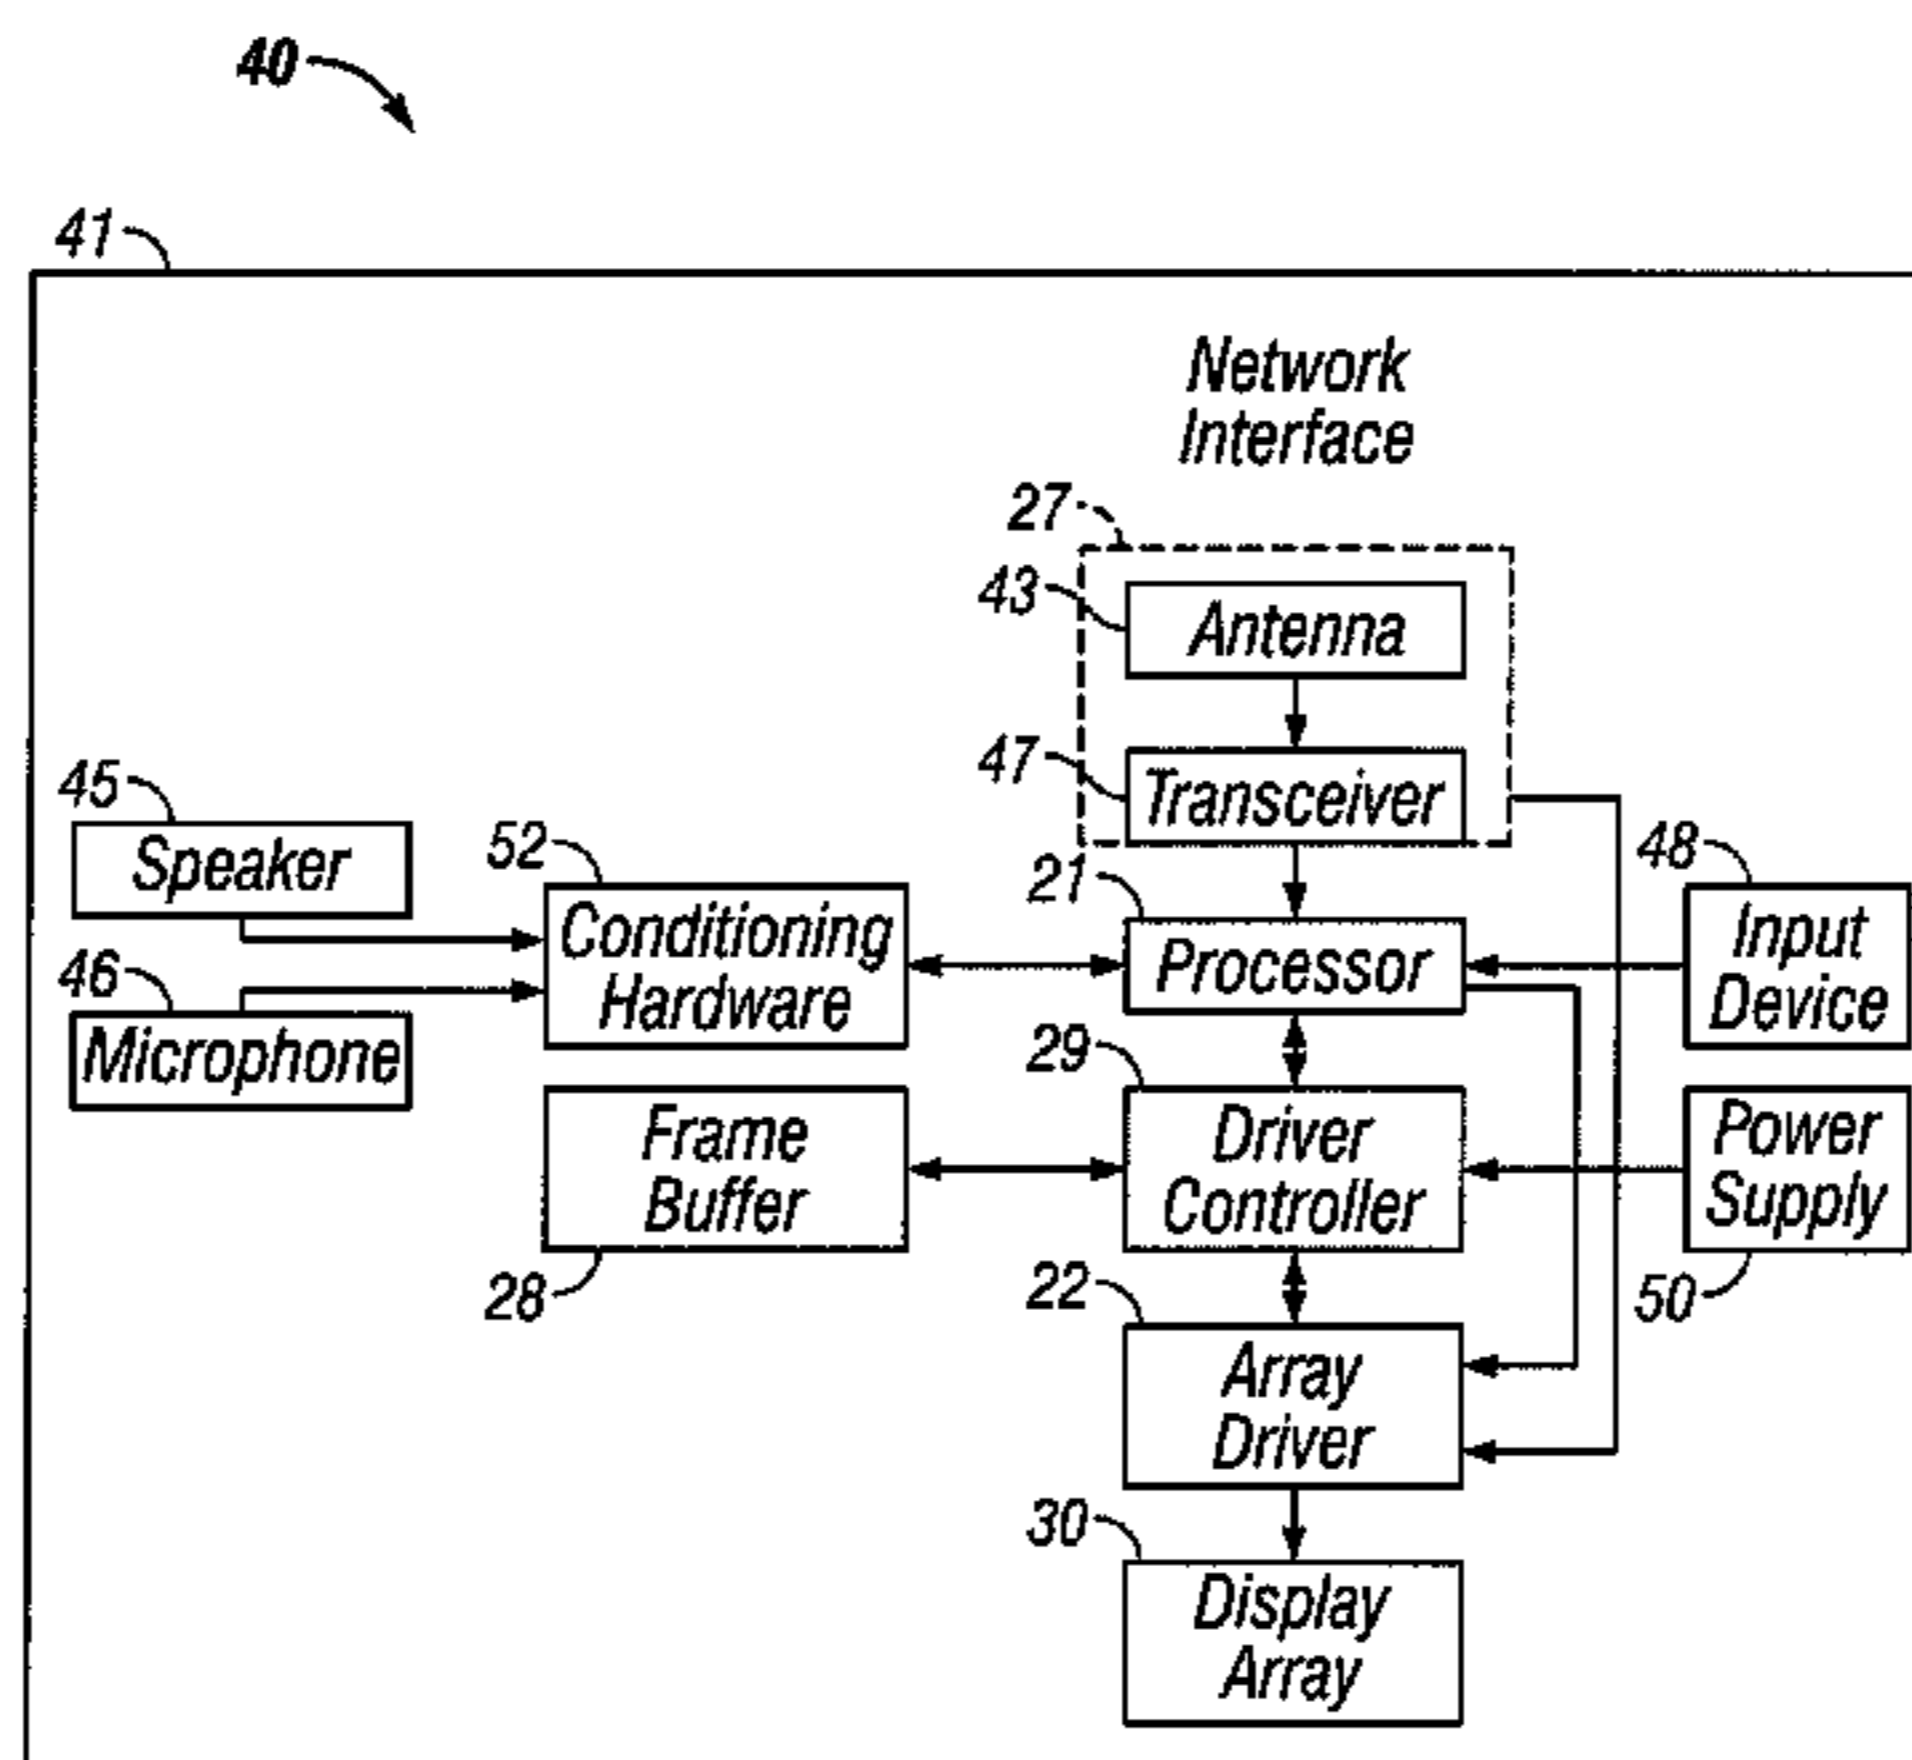 40
41
Network
Interface
27
43
Antenna
47
Transceiver
45
Speaker
52
Conditioning
Hardware
21
Processor
48
Input
Device
46
Microphone
29
Driver
Controller
Frame
Buffer
28
Power
Supply
50
22
Array
Driver
30
Display
Array